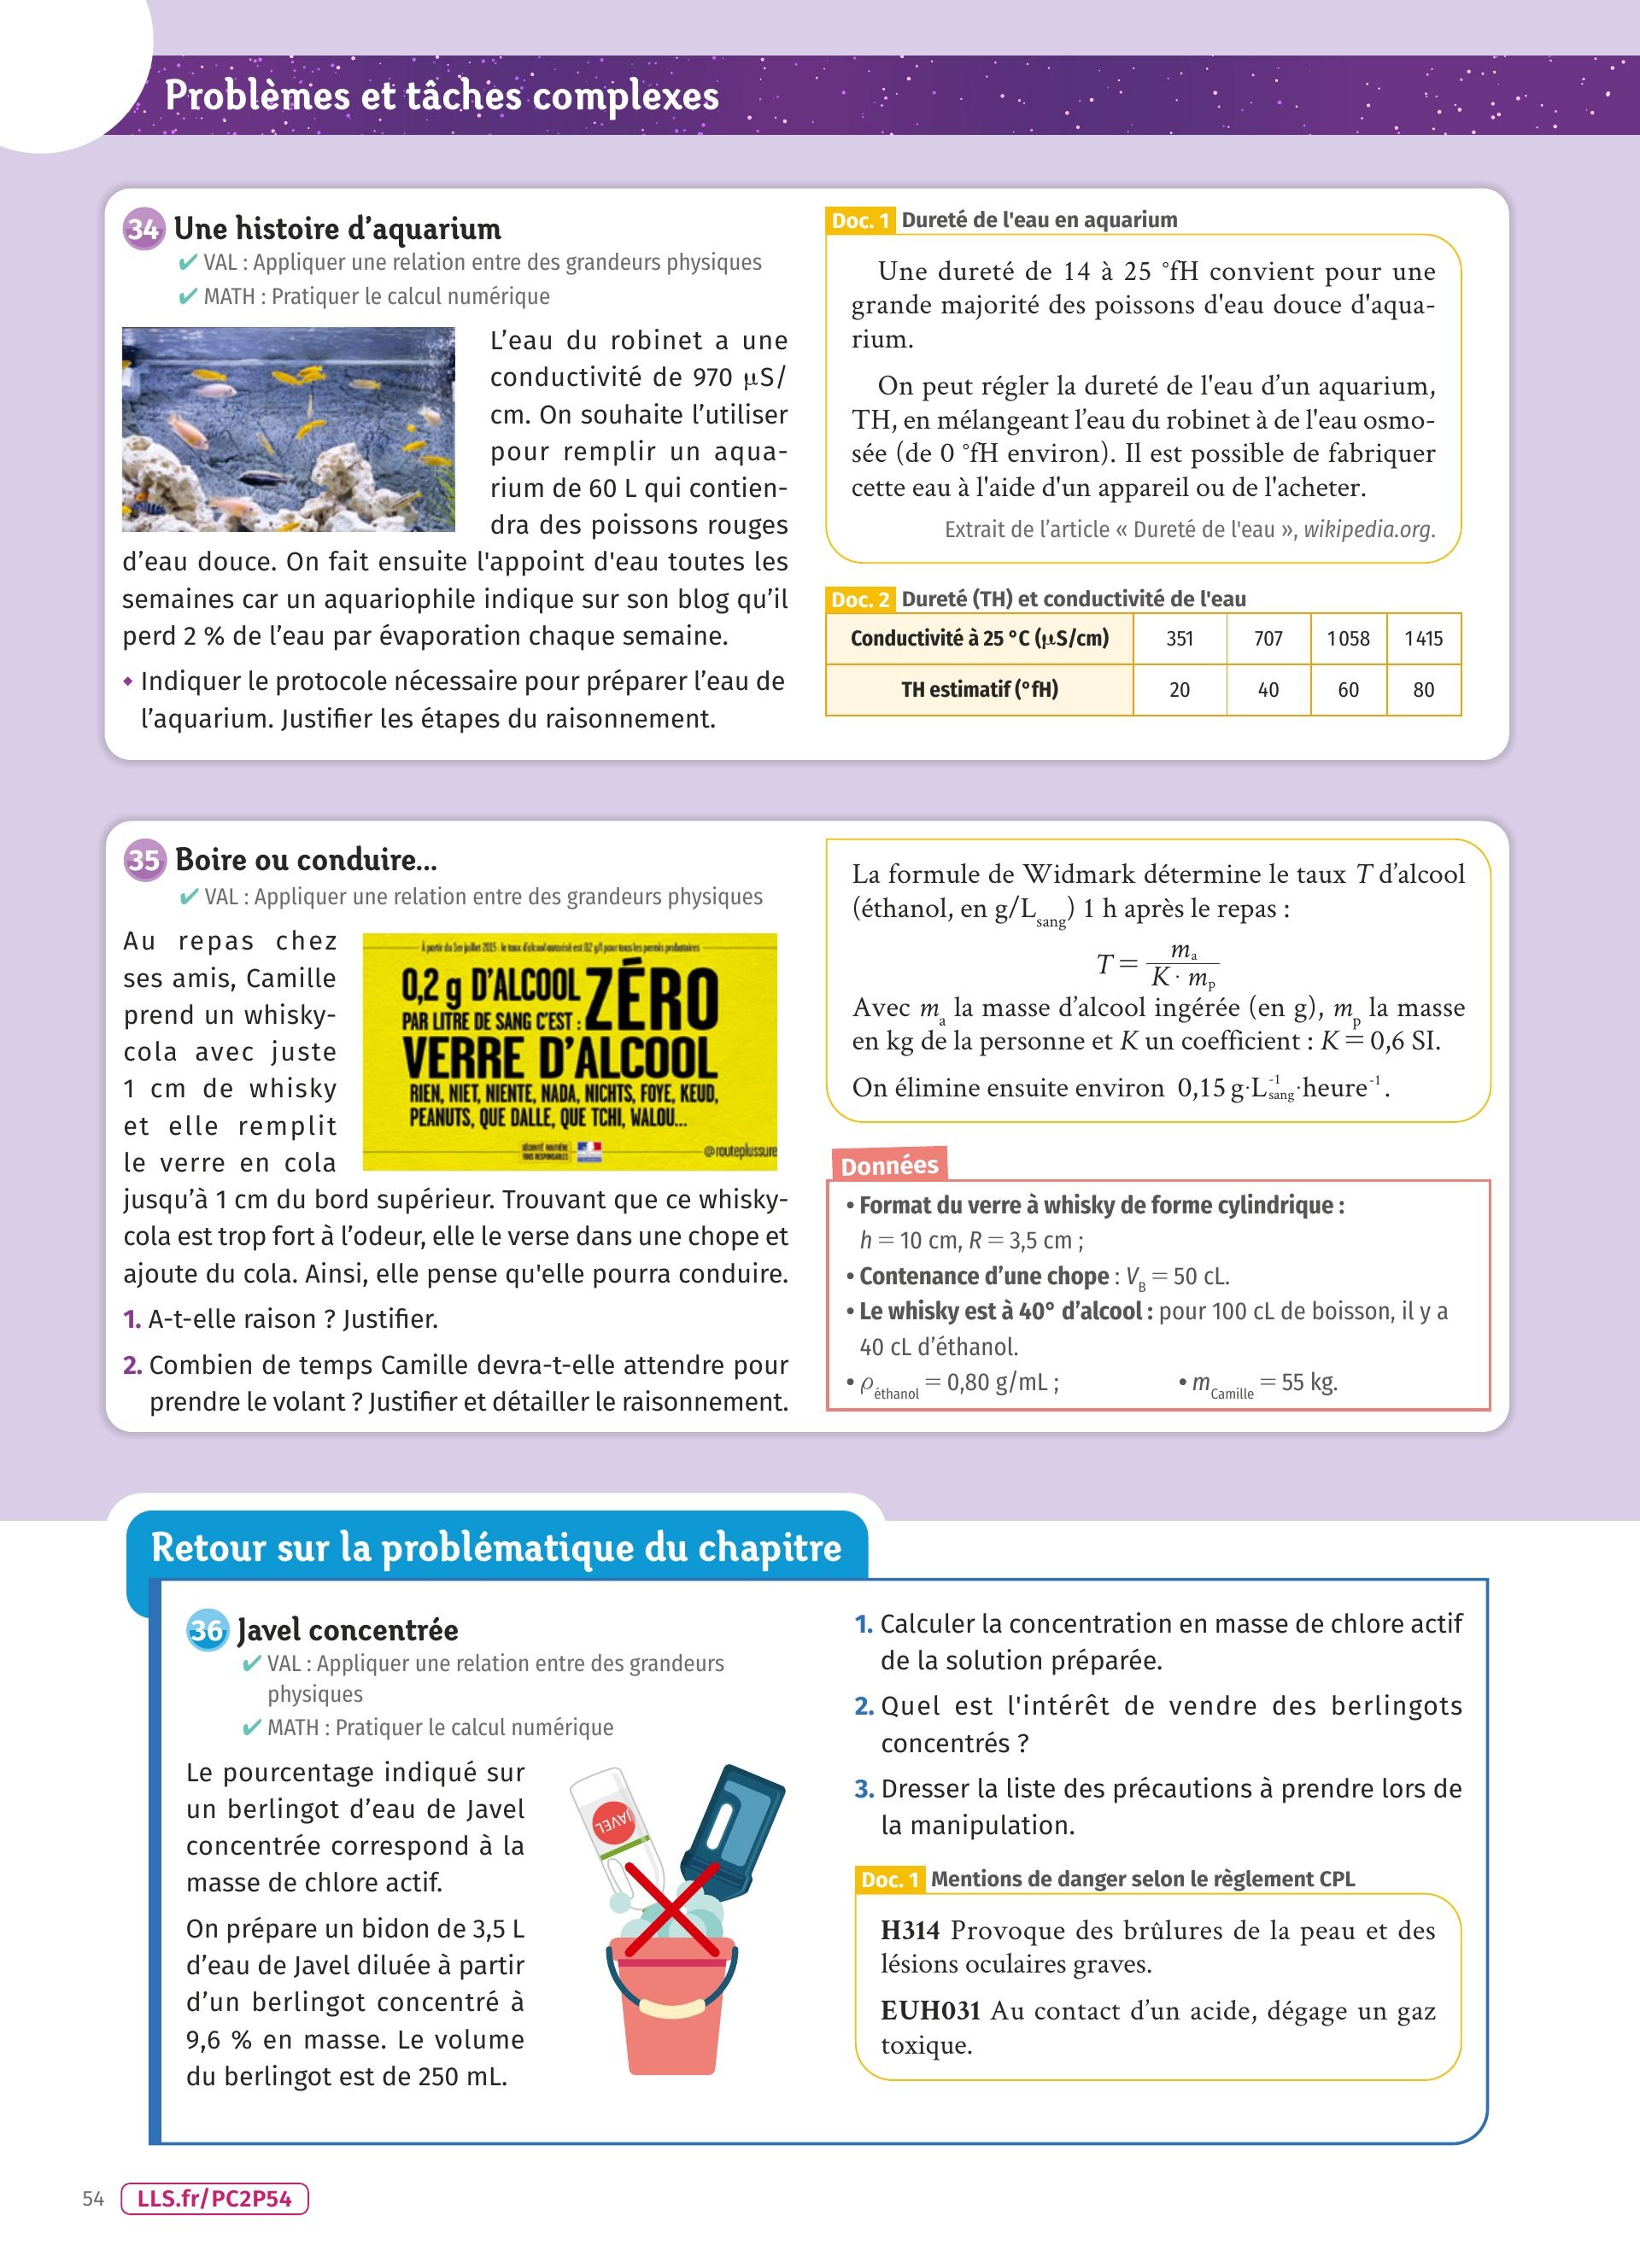 Problèmes et tâches complexes
34 Une histoire d'aquarium
✔ VAL : Appliquer une relation entre des grandeurs physiques
✔ MATH : Pratiquer le calcul numérique
L'eau du robinet a une
conductivité de 970 µS/
cm. On souhaite l'utiliser
pour remplir un aqua-
rium de 60 L qui contien-
dra des poissons rouges
d'eau douce. On fait ensuite l'appoint d'eau toutes les
semaines car un aquariophile indique sur son blog qu'il
perd 2 % de l'eau par évaporation chaque semaine.
◆ Indiquer le protocole nécessaire pour préparer l'eau de
l'aquarium. Justifier les étapes du raisonnement.
Doc. 1 Dureté de l'eau en aquarium
Une dureté de 14 à 25 °fH convient pour une
grande majorité des poissons d'eau douce d'aqua-
rium.
On peut régler la dureté de l'eau d'un aquarium,
TH, en mélangeant l'eau du robinet à de l'eau osmo-
sée (de 0 °fH environ). Il est possible de fabriquer
cette eau à l'aide d'un appareil ou de l'acheter.
Extrait de l'article « Dureté de l'eau », wikipedia.org.
Doc. 2 Dureté (TH) et conductivité de l'eau
Conductivité à 25 °C (µS/cm) 351 707 1 058 1 415
TH estimatif (°fH) 20 40 60 80
35 Boire ou conduire...
✔ VAL : Appliquer une relation entre des grandeurs physiques
Au repas chez
ses amis, Camille
prend un whisky-
cola avec juste
1 cm de whisky
et elle remplit
le verre en cola
jusqu'à 1 cm du bord supérieur. Trouvant que ce whisky-
cola est trop fort à l'odeur, elle le verse dans une chope et
ajoute du cola. Ainsi, elle pense qu'elle pourra conduire.
1. A-t-elle raison ? Justifier.
2. Combien de temps Camille devra-t-elle attendre pour
prendre le volant ? Justifier et détailler le raisonnement.
À partir du 1er juillet 2015 le taux d'alcool autorisé est 0,2 g/l pour tous les permis probatoires
0,2 g D'ALCOOL ZÉRO
PAR LITRE DE SANG C'EST :
VERRE D'ALCOOL
RIEN, NIET, NIENTE, NADA, NICHTS, FOYE, KEUD,
PEANUTS, QUE DALLE, QUE TCHI, WALOU...
SÉCURITÉ ROUTIÈRE
TOUS RESPONSABLES
@routeplussure
La formule de Widmark détermine le taux T d'alcool
(éthanol, en g/Lsang) 1 h après le repas :
T = ma / K · mp
Avec ma la masse d'alcool ingérée (en g), mp la masse
en kg de la personne et K un coefficient : K = 0,6 SI.
On élimine ensuite environ 0,15 g·Lsang⁻¹·heure⁻¹.
Données
• Format du verre à whisky de forme cylindrique :
h = 10 cm, R = 3,5 cm ;
• Contenance d'une chope : VB = 50 cL.
• Le whisky est à 40° d'alcool : pour 100 cL de boisson, il y a
40 cL d'éthanol.
• ρéthanol = 0,80 g/mL ; • mCamille = 55 kg.
Retour sur la problématique du chapitre
36 Javel concentrée
✔ VAL : Appliquer une relation entre des grandeurs
physiques
✔ MATH : Pratiquer le calcul numérique
Le pourcentage indiqué sur
un berlingot d'eau de Javel
concentrée correspond à la
masse de chlore actif.
On prépare un bidon de 3,5 L
d'eau de Javel diluée à partir
d'un berlingot concentré à
9,6 % en masse. Le volume
du berlingot est de 250 mL.
JAVEL
1. Calculer la concentration en masse de chlore actif
de la solution préparée.
2. Quel est l'intérêt de vendre des berlingots
concentrés ?
3. Dresser la liste des précautions à prendre lors de
la manipulation.
Doc. 1 Mentions de danger selon le règlement CPL
H314 Provoque des brûlures de la peau et des
lésions oculaires graves.
EUH031 Au contact d'un acide, dégage un gaz
toxique.
54 LLS.fr/PC2P54